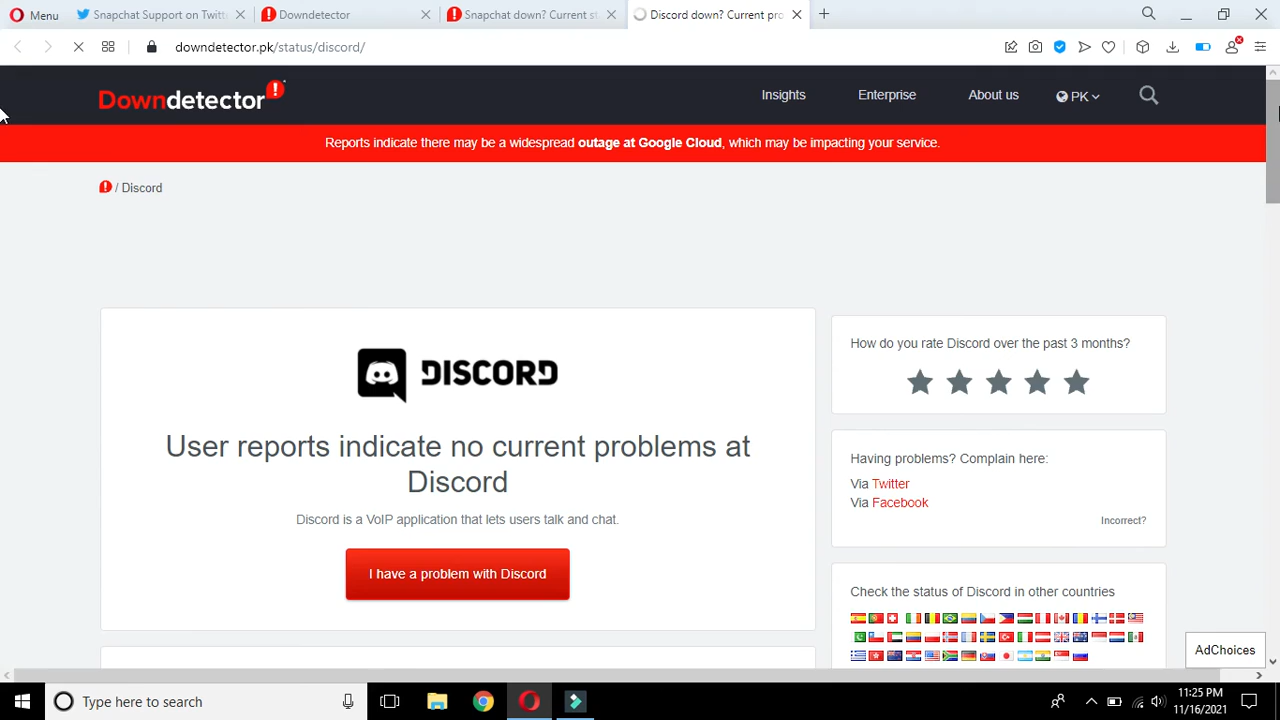 Menu
Snapchat Support on Twitt
Downdetector
Snapchat down? Current st
Discord down? Current pro
downdetector.pk/status/discord/
Downdetector
Insights
Enterprise
About us
PK
Reports indicate there may be a widespread outage at Google Cloud, which may be impacting your service.
/ Discord
DISCORD
User reports indicate no current problems at
Discord
Discord is a VoIP application that lets users talk and chat.
I have a problem with Discord
How do you rate Discord over the past 3 months?
Having problems? Complain here:
Via Twitter
Via Facebook
Incorrect?
Check the status of Discord in other countries
AdChoices
Type here to search
11:25 PM
11/16/2021